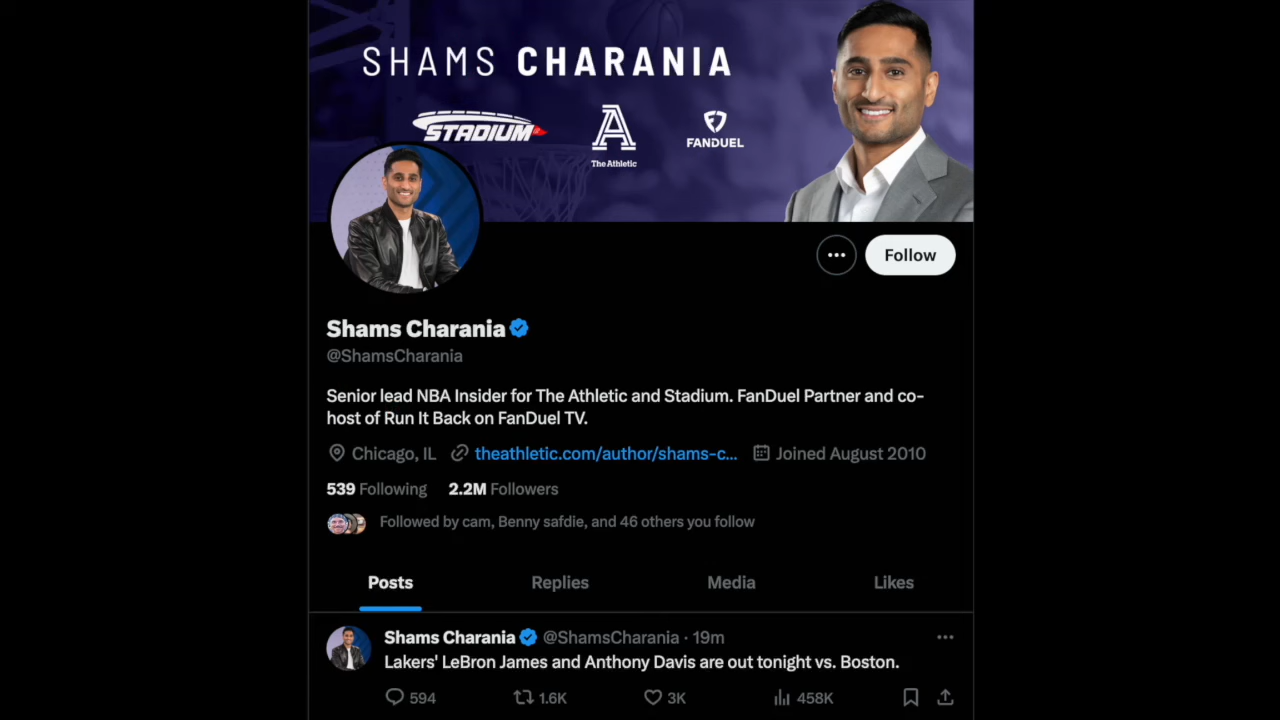 SHAMS CHARANIA
STADIUM
A
The Athletic
FANDUEL
Follow
Shams Charania
@ShamsCharania
Senior lead NBA Insider for The Athletic and Stadium. FanDuel Partner and co-
host of Run It Back on FanDuel TV.
Chicago, IL theathletic.com/author/shams-c... Joined August 2010
539 Following 2.2M Followers
Followed by cam, Benny safdie, and 46 others you follow
Posts Replies Media Likes
Shams Charania @ShamsCharania · 19m
Lakers' LeBron James and Anthony Davis are out tonight vs. Boston.
594 1.6K 3K 458K